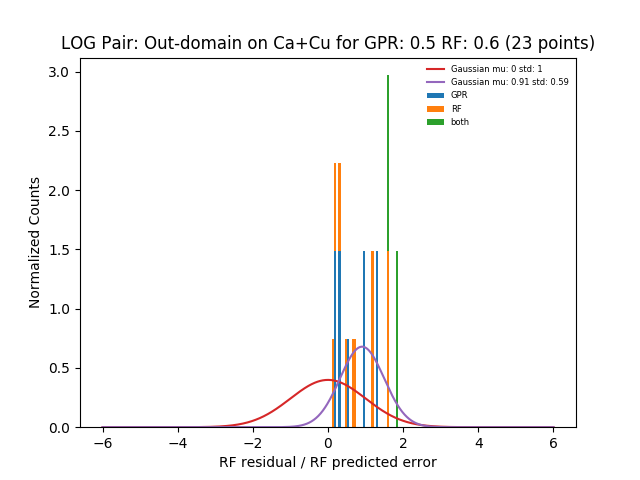 LOG Pair: Out-domain on Ca+Cu for GPR: 0.5 RF: 0.6 (23 points)
Gaussian mu: 0 std: 1
Gaussian mu: 0.91 std: 0.59
GPR
RF
both
Normalized Counts
3.0
2.5
2.0
1.5
1.0
0.5
0.0
−6 −4 −2 0 2 4 6
RF residual / RF predicted error